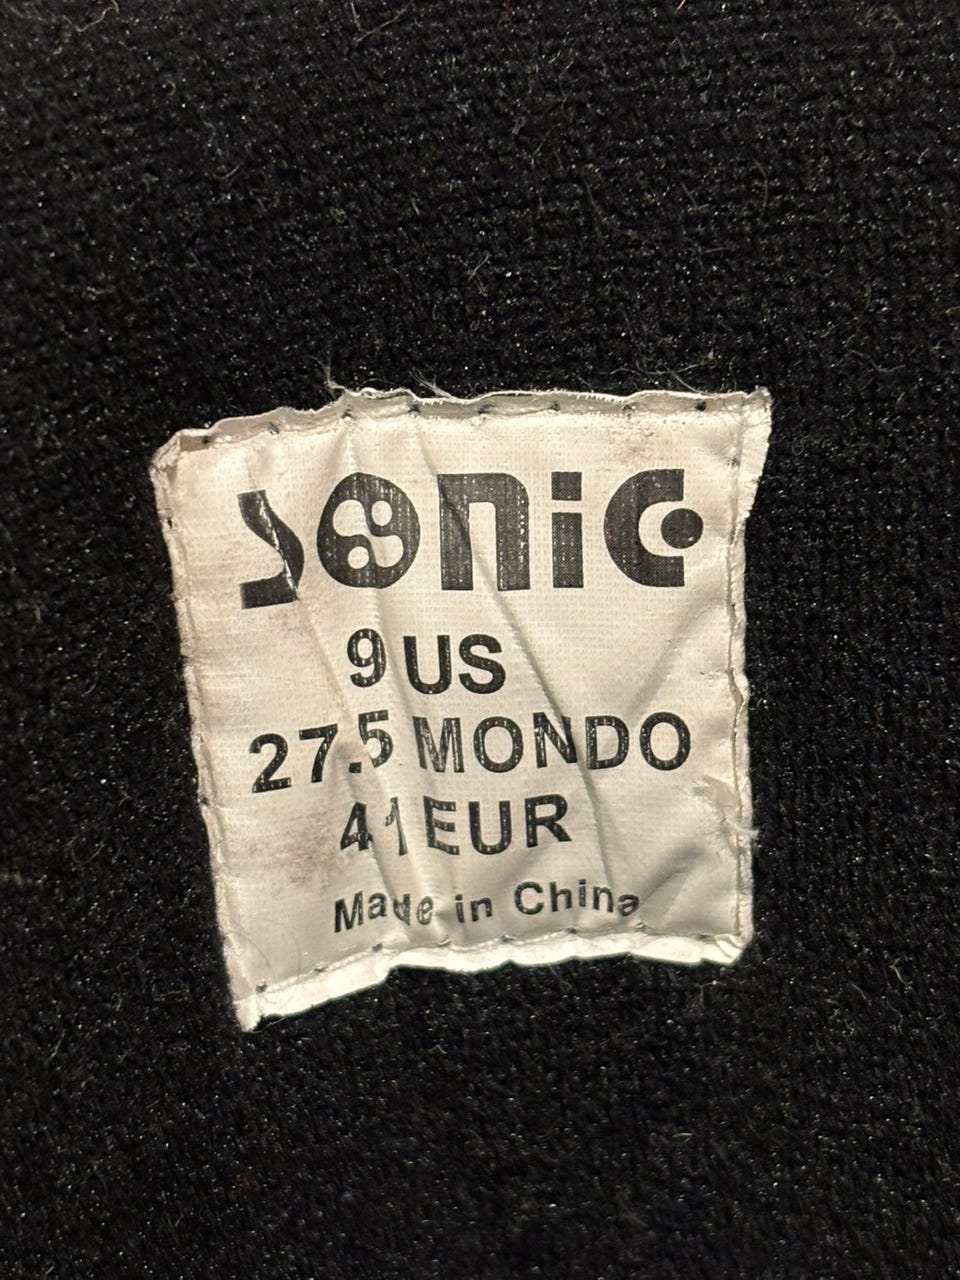 SONiC
9 US
27.5 MONDO
41 EUR
Made in China